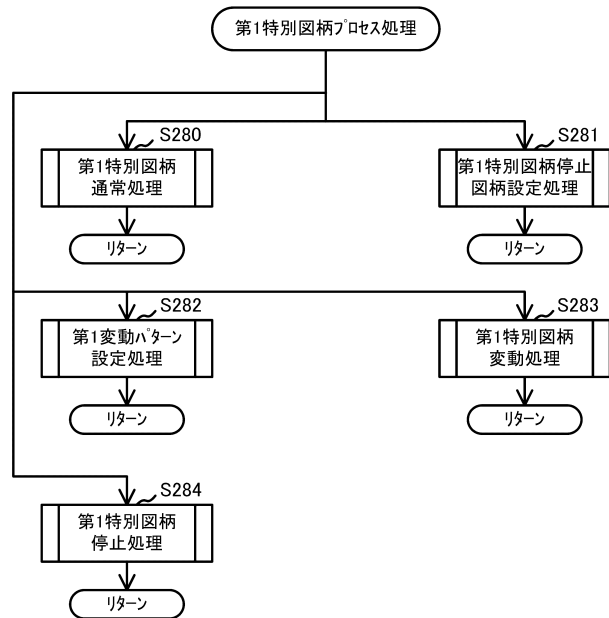 第1特別図柄ﾌﾟﾛｾｽ処理
S280
第1特別図柄
通常処理
ﾘﾀｰﾝ
S281
第1特別図柄停止
図柄設定処理
ﾘﾀｰﾝ
S282
第1変動ﾊﾟﾀｰﾝ
設定処理
ﾘﾀｰﾝ
S283
第1特別図柄
変動処理
ﾘﾀｰﾝ
S284
第1特別図柄
停止処理
ﾘﾀｰﾝ